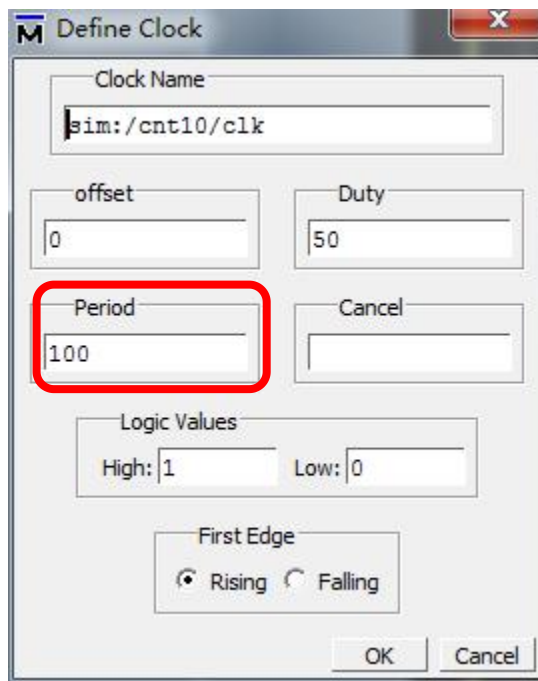 M Define Clock
x
Clock Name
sim:/cnt10/clk
offset
Duty
0
50
Period
Cancel
100
Logic Values
High: 1
Low: 0
First Edge
Rising
Falling
OK
Cancel